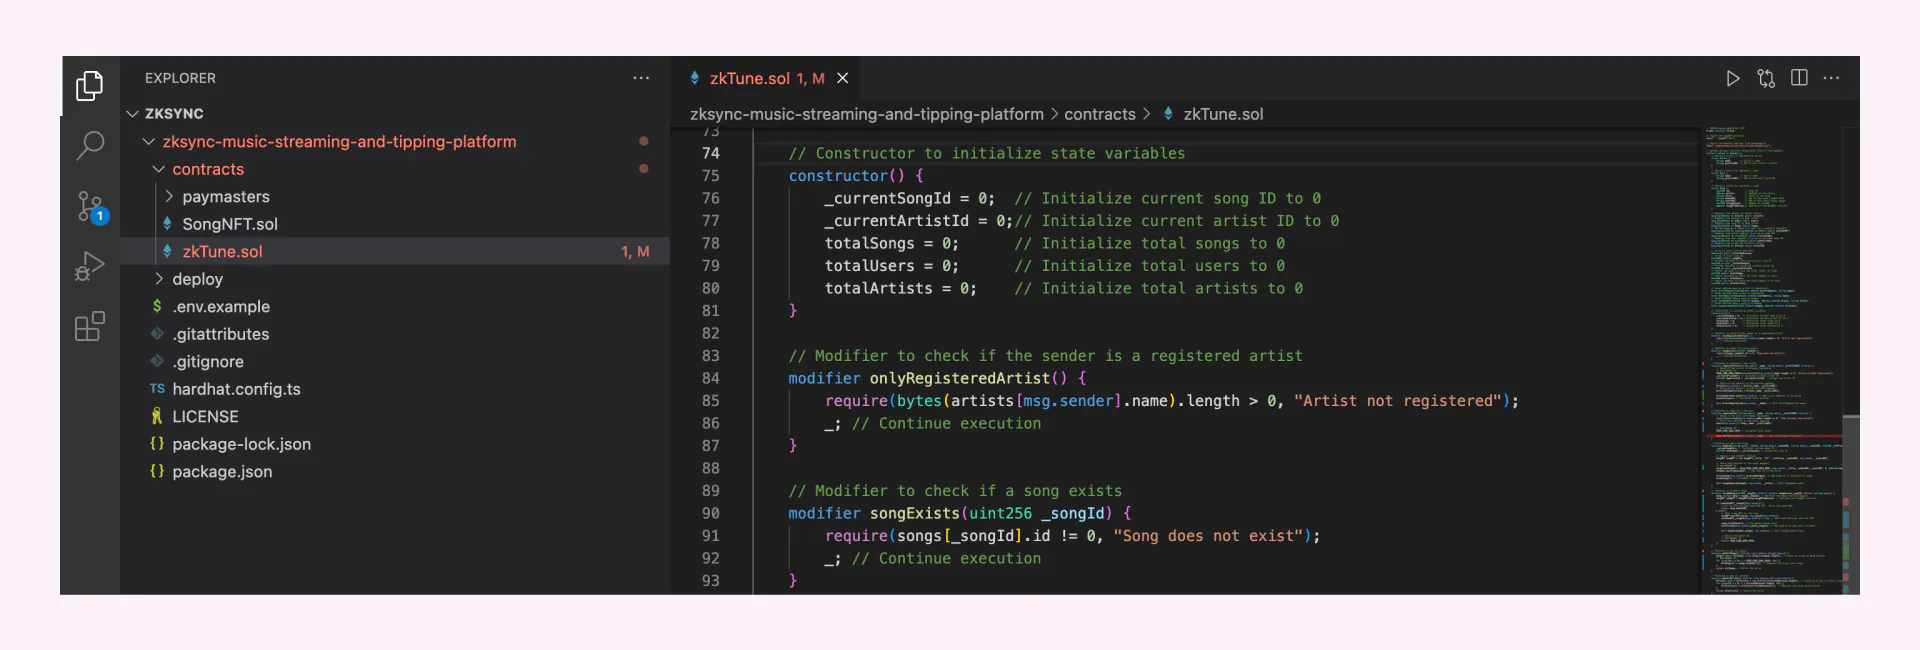 EXPLORER
ZKSYNC
zksync-music-streaming-and-tipping-platform
contracts
paymasters
SongNFT.sol
zkTune.sol 1, M
deploy
$ .env.example
.gitattributes
.gitignore
TS hardhat.config.ts
LICENSE
{} package-lock.json
{} package.json
1
zkTune.sol 1, M
zksync-music-streaming-and-tipping-platform > contracts > zkTune.sol
73
74 // Constructor to initialize state variables
75 constructor() {
76 _currentSongId = 0; // Initialize current song ID to 0
77 _currentArtistId = 0;// Initialize current artist ID to 0
78 totalSongs = 0; // Initialize total songs to 0
79 totalUsers = 0; // Initialize total users to 0
80 totalArtists = 0; // Initialize total artists to 0
81 }
82
83 // Modifier to check if the sender is a registered artist
84 modifier onlyRegisteredArtist() {
85 require(bytes(artists[msg.sender].name).length > 0, "Artist not registered");
86 _; // Continue execution
87 }
88
89 // Modifier to check if a song exists
90 modifier songExists(uint256 _songId) {
91 require(songs[_songId].id != 0, "Song does not exist");
92 _; // Continue execution
93 }